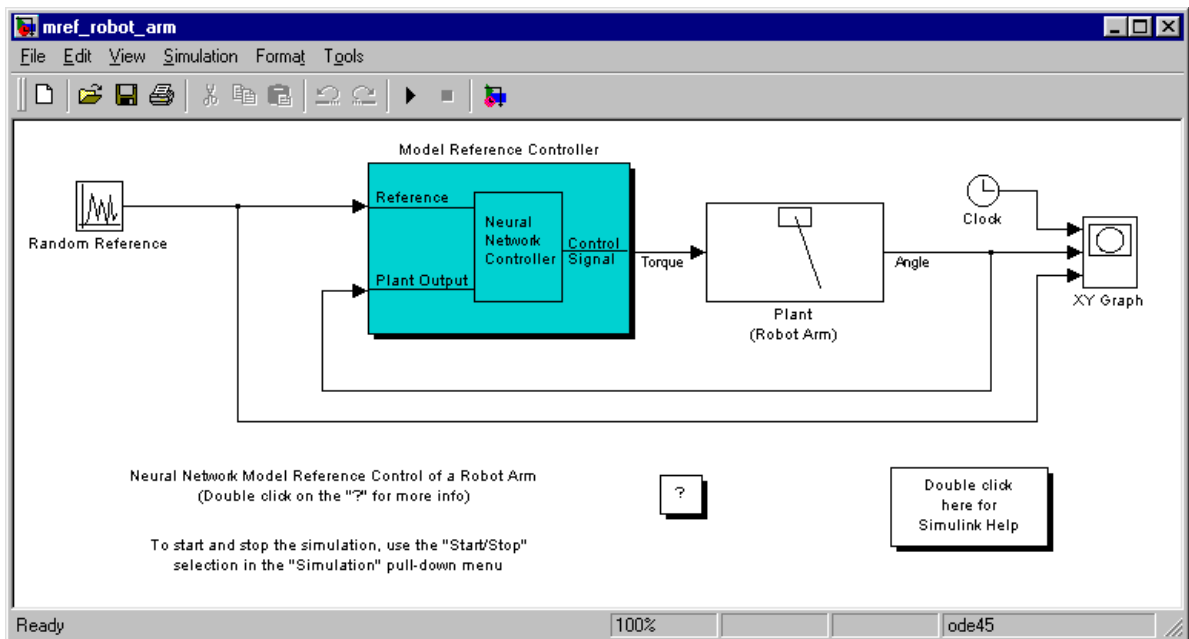 mref_robot_arm
File Edit View Simulation Format Tools
Model Reference Controller
Random Reference
Reference
Plant Output
Neural
Network
Controller
Control
Signal
Torque
Plant
(Robot Arm)
Angle
Clock
XY Graph
Neural Network Model Reference Control of a Robot Arm
(Double click on the "?" for more info)
To start and stop the simulation, use the "Start/Stop"
selection in the "Simulation" pull-down menu
?
Double click
here for
Simulink Help
Ready 100% ode45